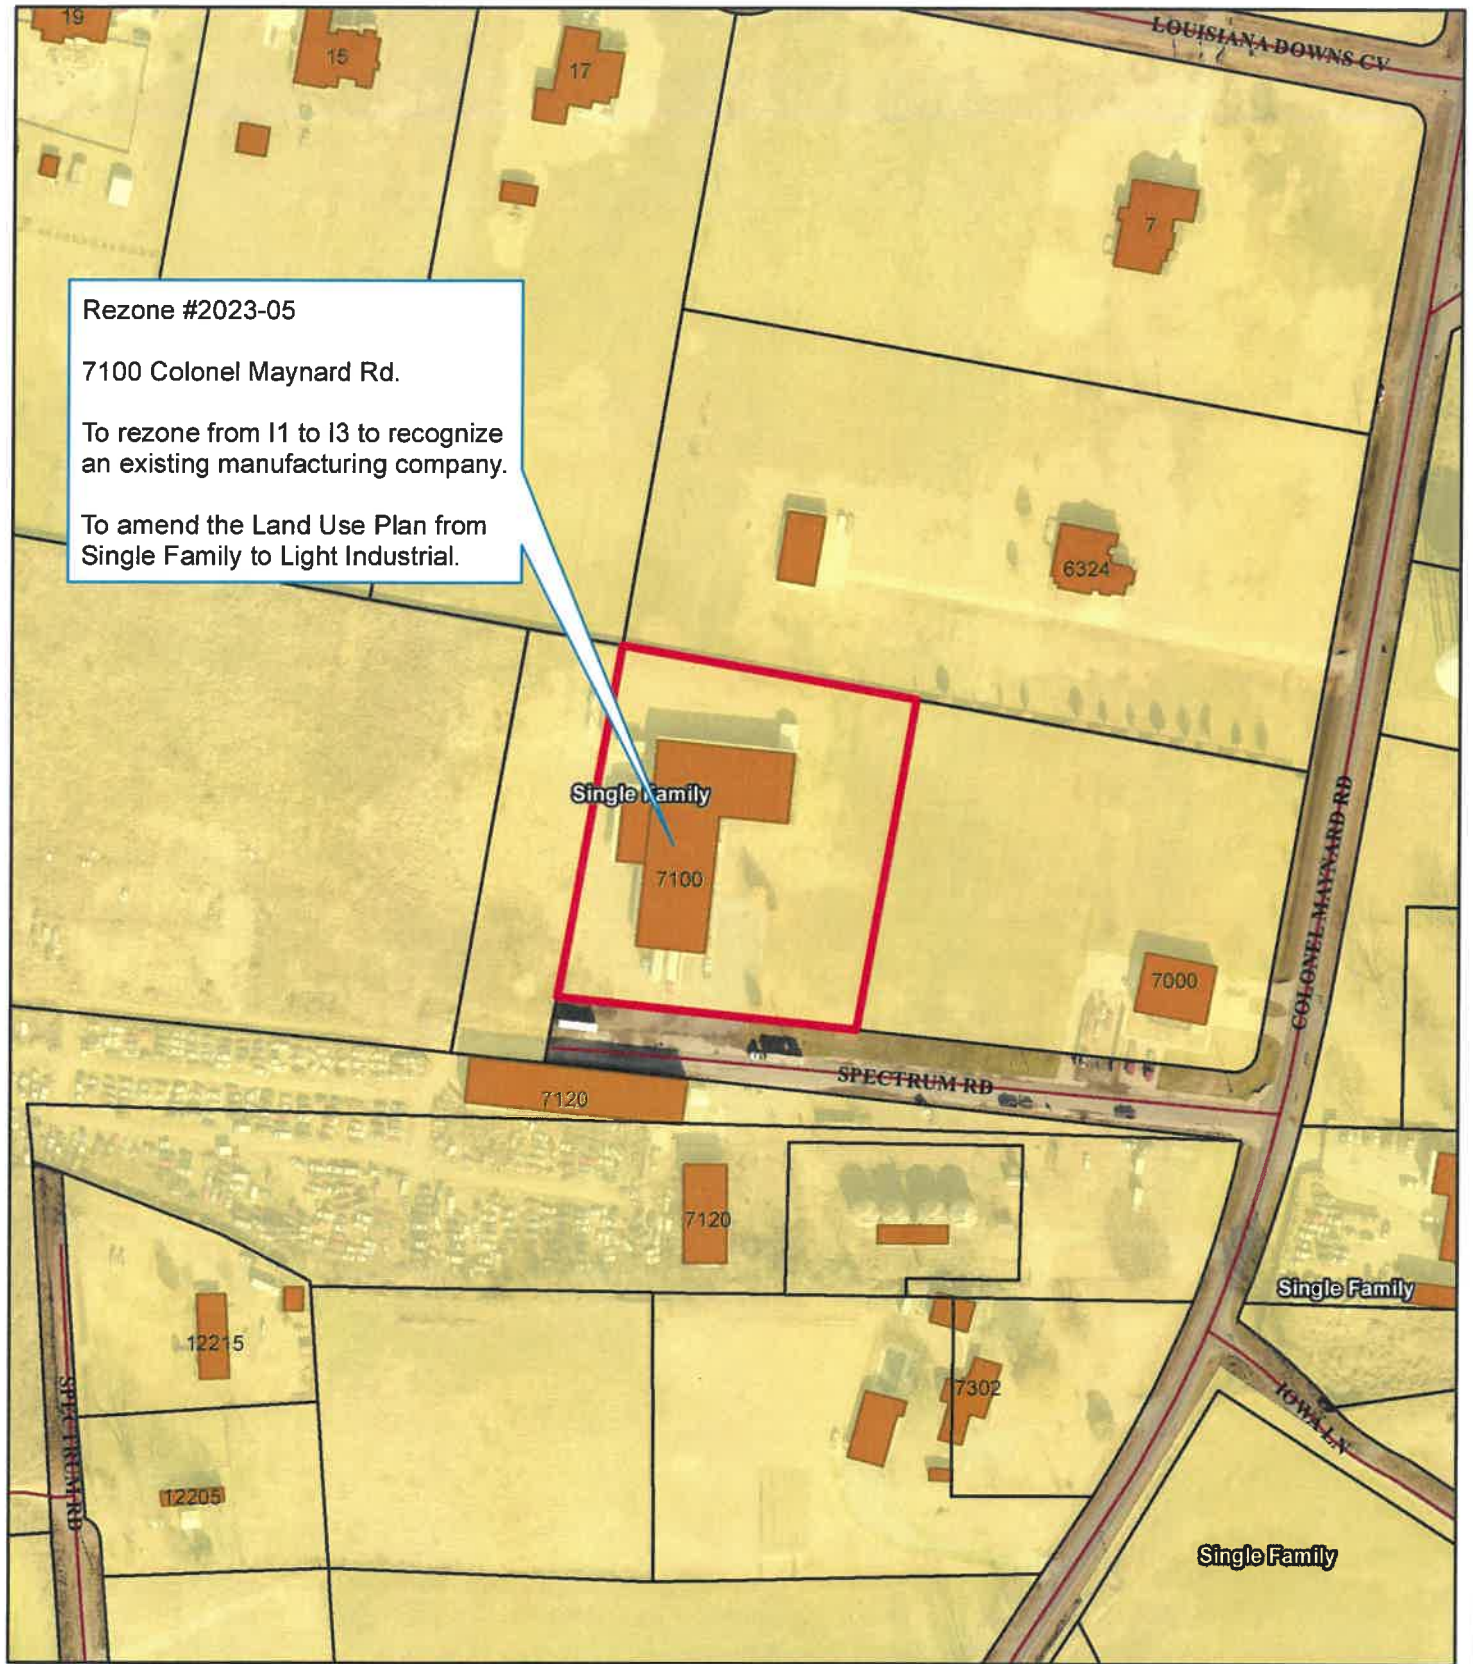 19
15
17
LOUISIANA DOWNS CV
7
Rezone #2023-05
7100 Colonel Maynard Rd.
To rezone from I1 to I3 to recognize
an existing manufacturing company.
To amend the Land Use Plan from
Single Family to Light Industrial.
6324
Single Family
7100
COLONEL MAYNARD RD
7000
SPECTRUM RD
7120
7120
Single Family
12215
7302
SPECTRUM RD
IOWA LN
12205
Single Family